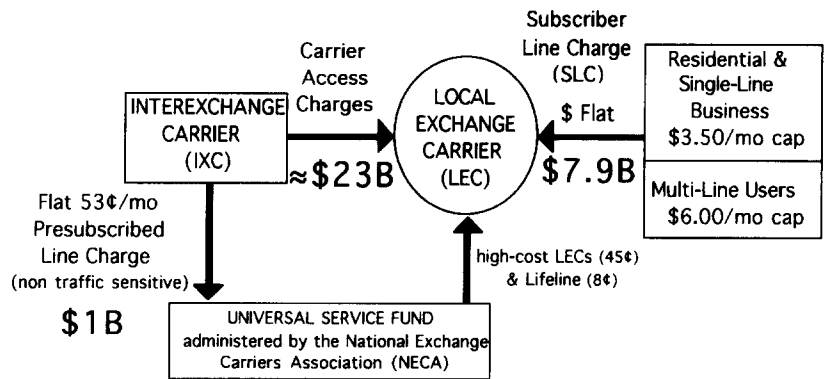 Subscriber
Line Charge
(SLC)
$ Flat
$7.9B
Residential &
Single-Line
Business
$3.50/mo cap
Multi-Line Users
$6.00/mo cap
Carrier
Access
Charges
≈$23B
INTEREXCHANGE
CARRIER
(IXC)
LOCAL
EXCHANGE
CARRIER
(LEC)
Flat 53¢/mo
Presubscribed
Line Charge
(non traffic sensitive)
$1B
high-cost LECs (45¢)
& Lifeline (8¢)
UNIVERSAL SERVICE FUND
administered by the National Exchange
Carriers Association (NECA)